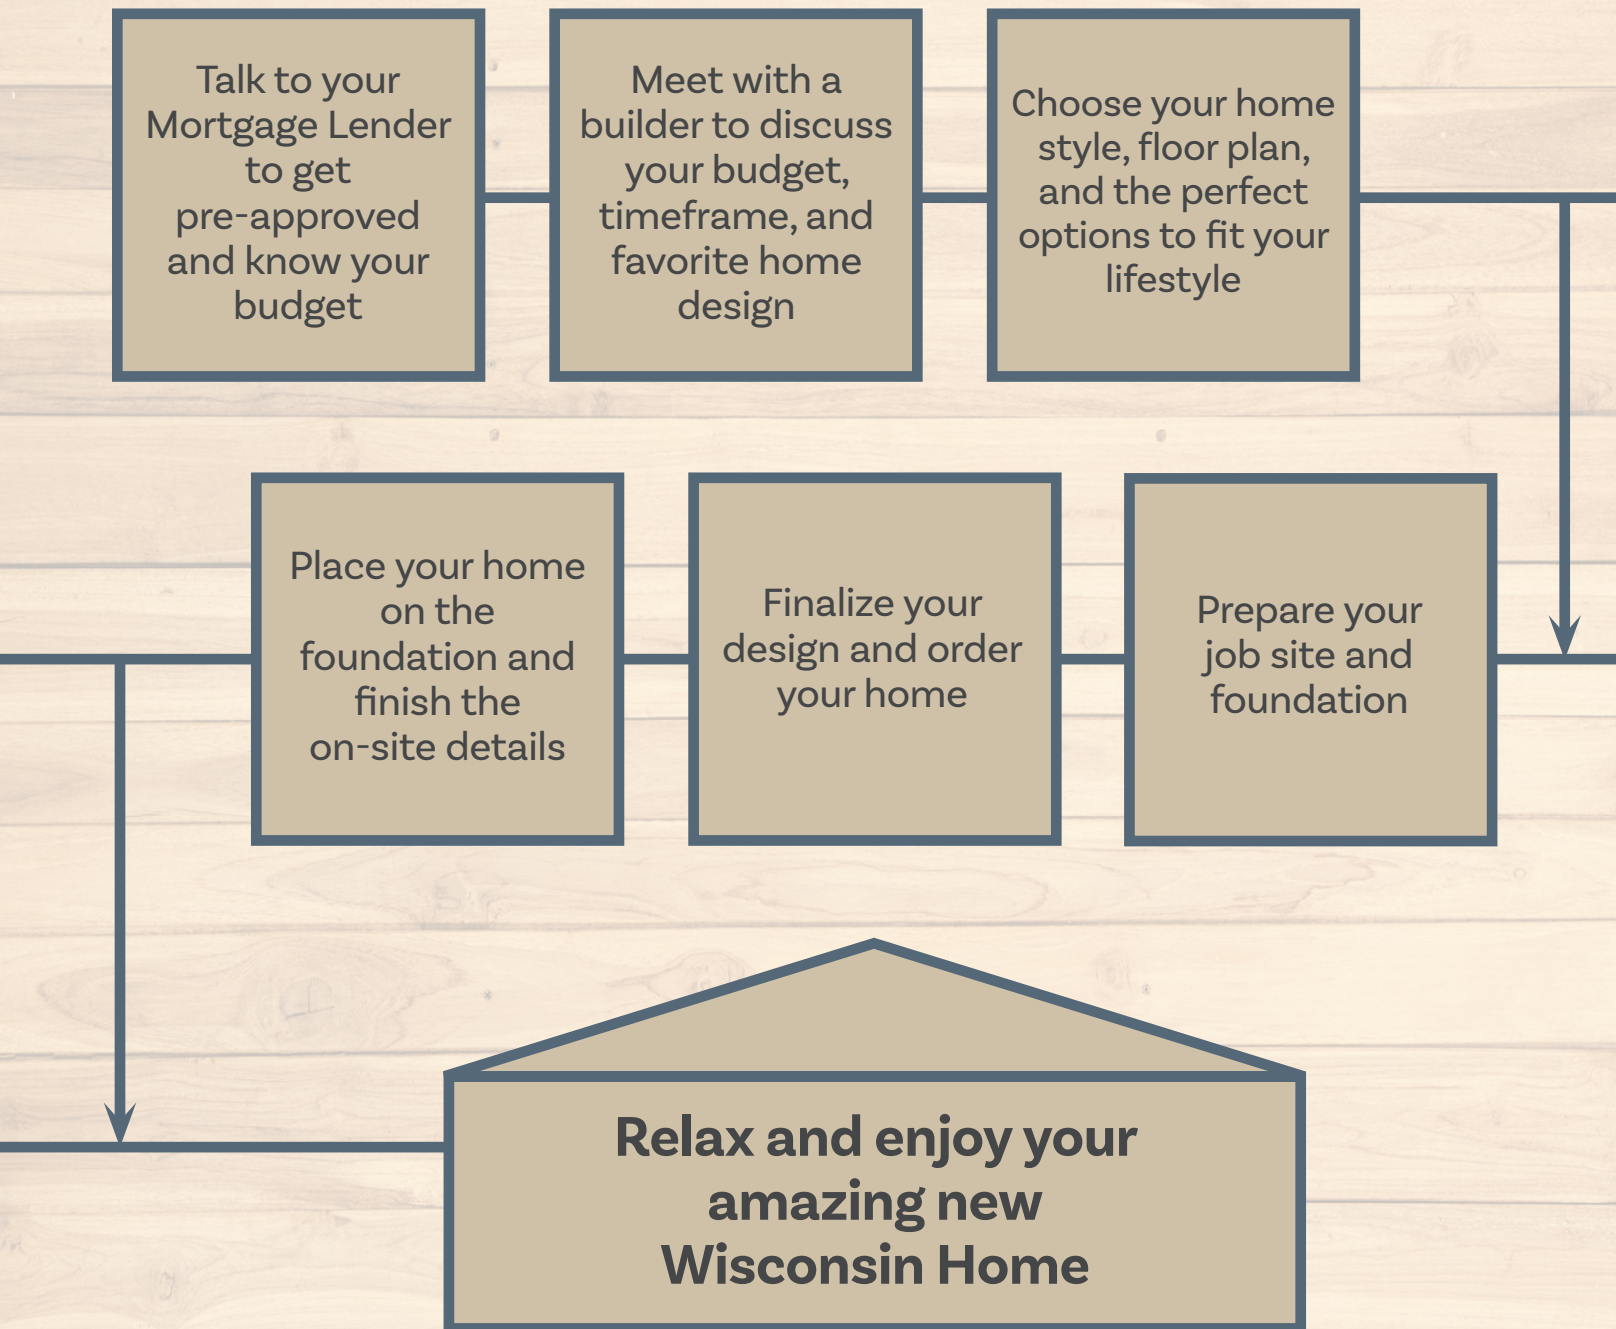 Talk to your
Mortgage Lender
to get
pre-approved
and know your
budget
Meet with a
builder to discuss
your budget,
timeframe, and
favorite home
design
Choose your home
style, floor plan,
and the perfect
options to fit your
lifestyle
Prepare your
job site and
foundation
Finalize your
design and order
your home
Place your home
on the
foundation and
finish the
on-site details
Relax and enjoy your
amazing new
Wisconsin Home